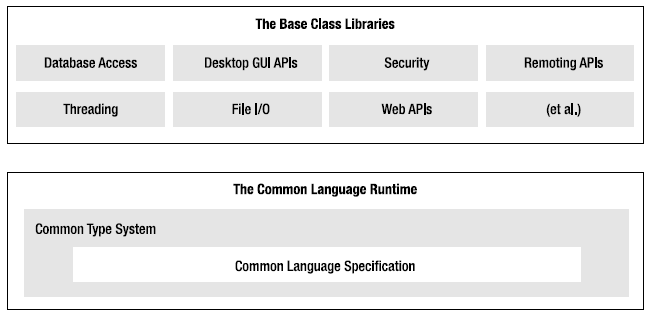 The Base Class Libraries
Database Access
Desktop GUI APIs
Security
Remoting APIs
Threading
File I/O
Web APIs
(et al.)
The Common Language Runtime
Common Type System
Common Language Specification